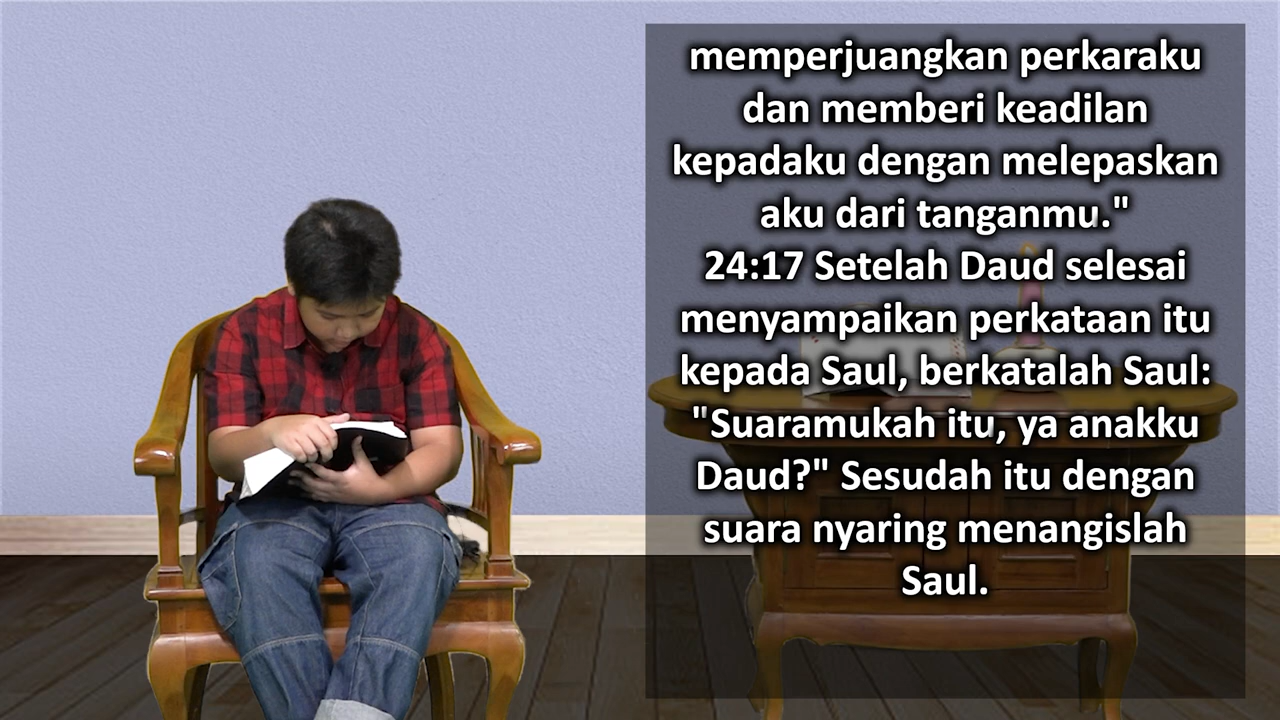 memperjuangkan perkaraku
dan memberi keadilan
kepadaku dengan melepaskan
aku dari tanganmu."
24:17 Setelah Daud selesai
menyampaikan perkataan itu
kepada Saul, berkatalah Saul:
"Suaramukah itu, ya anakku
Daud?" Sesudah itu dengan
suara nyaring menangislah
Saul.